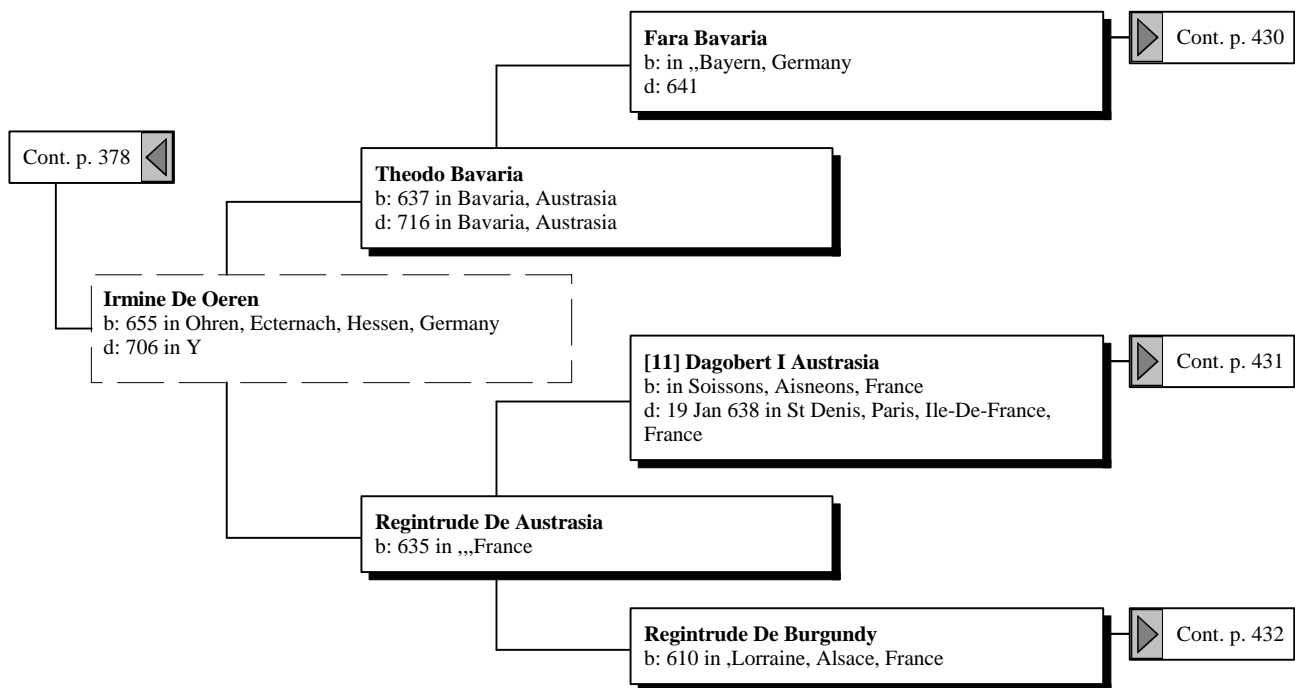 Fara Bavaria
b: in ,,Bayern, Germany
d: 641
Cont. p. 430
Cont. p. 378
Theodo Bavaria
b: 637 in Bavaria, Austrasia
d: 716 in Bavaria, Austrasia
Irmine De Oeren
b: 655 in Ohren, Ecternach, Hessen, Germany
d: 706 in Y
[11] Dagobert I Austrasia
b: in Soissons, Aisneons, France
d: 19 Jan 638 in St Denis, Paris, Ile-De-France,
France
Cont. p. 431
Regintrude De Austrasia
b: 635 in ,,,France
Regintrude De Burgundy
b: 610 in ,Lorraine, Alsace, France
Cont. p. 432